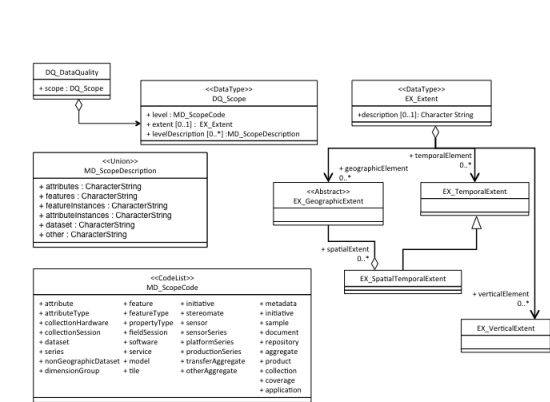 DQ_DataQuality
+ scope : DQ_Scope
<<DataType>>
DQ_Scope
+ level : MD_ScopeCode
+ extent [0..1] : EX_Extent
+ levelDescription [0..*] :MD_ScopeDescription
<<DataType>>
EX_Extent
+description [0..1]: Character String
+ temporalElement
0..*
+ geographicElement
0..*
<<Union>>
MD_ScopeDescription
+ attributes : CharacterString
+ features : CharacterString
+ featureInstances : CharacterString
+ attributeInstances : CharacterString
+ dataset : CharacterString
+ other : CharacterString
<<Abstract>>
EX_GeographicExtent
EX_TemporalExtent
+ spatialExtent
0..*
EX_SpatialTemporalExtent
+ verticalElement
0..*
EX_VerticalExtent
<<CodeList>>
MD_ScopeCode
+ attribute + feature + initiative + metadata
+ attributeType + featureType + stereomate + initiative
+ collectionHardware + propertyType + sensor + sample
+ collectionSession + fieldSession + sensorSeries + document
+ dataset + software + platformSeries + repository
+ series + service + productionSeries + aggregate
+ nonGeographicDataset + model + transferAggregate + product
+ dimensionGroup + tile + otherAggregate + collection
+ coverage
+ application